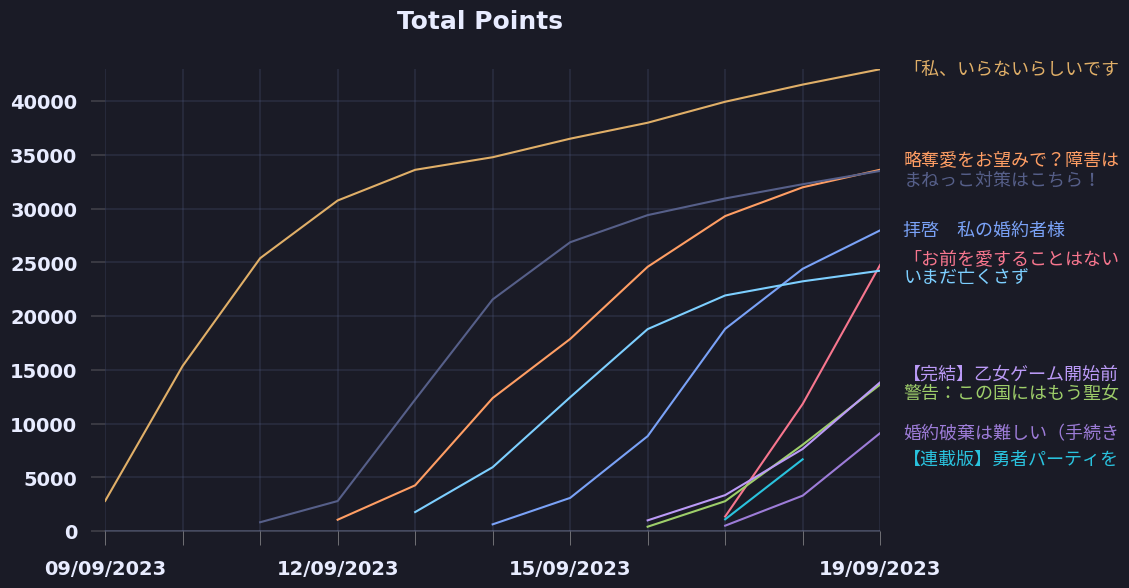 Total Points
40000
35000
30000
25000
20000
15000
10000
5000
0
09/09/2023
12/09/2023
15/09/2023
19/09/2023
「私、いらないらしいです
略奪愛をお望みで？障害は
まねっこ対策はこちら！
拝啓　私の婚約者様
「お前を愛することはない
いまだ亡くさず
【完結】乙女ゲーム開始前
警告：この国にはもう聖女
婚約破棄は難しい（手続き
【連載版】勇者パーティを